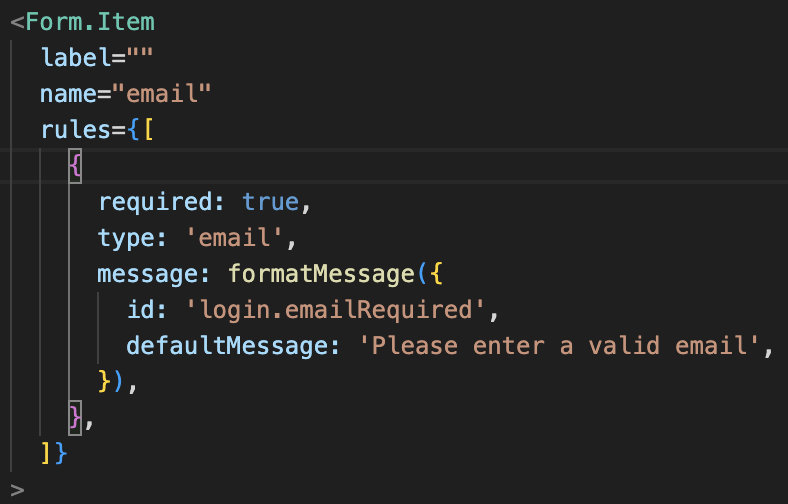 <Form.Item
label=""
name="email"
rules={[
{
required: true,
type: 'email',
message: formatMessage({
id: 'login.emailRequired',
defaultMessage: 'Please enter a valid email',
}),
},
]}
>